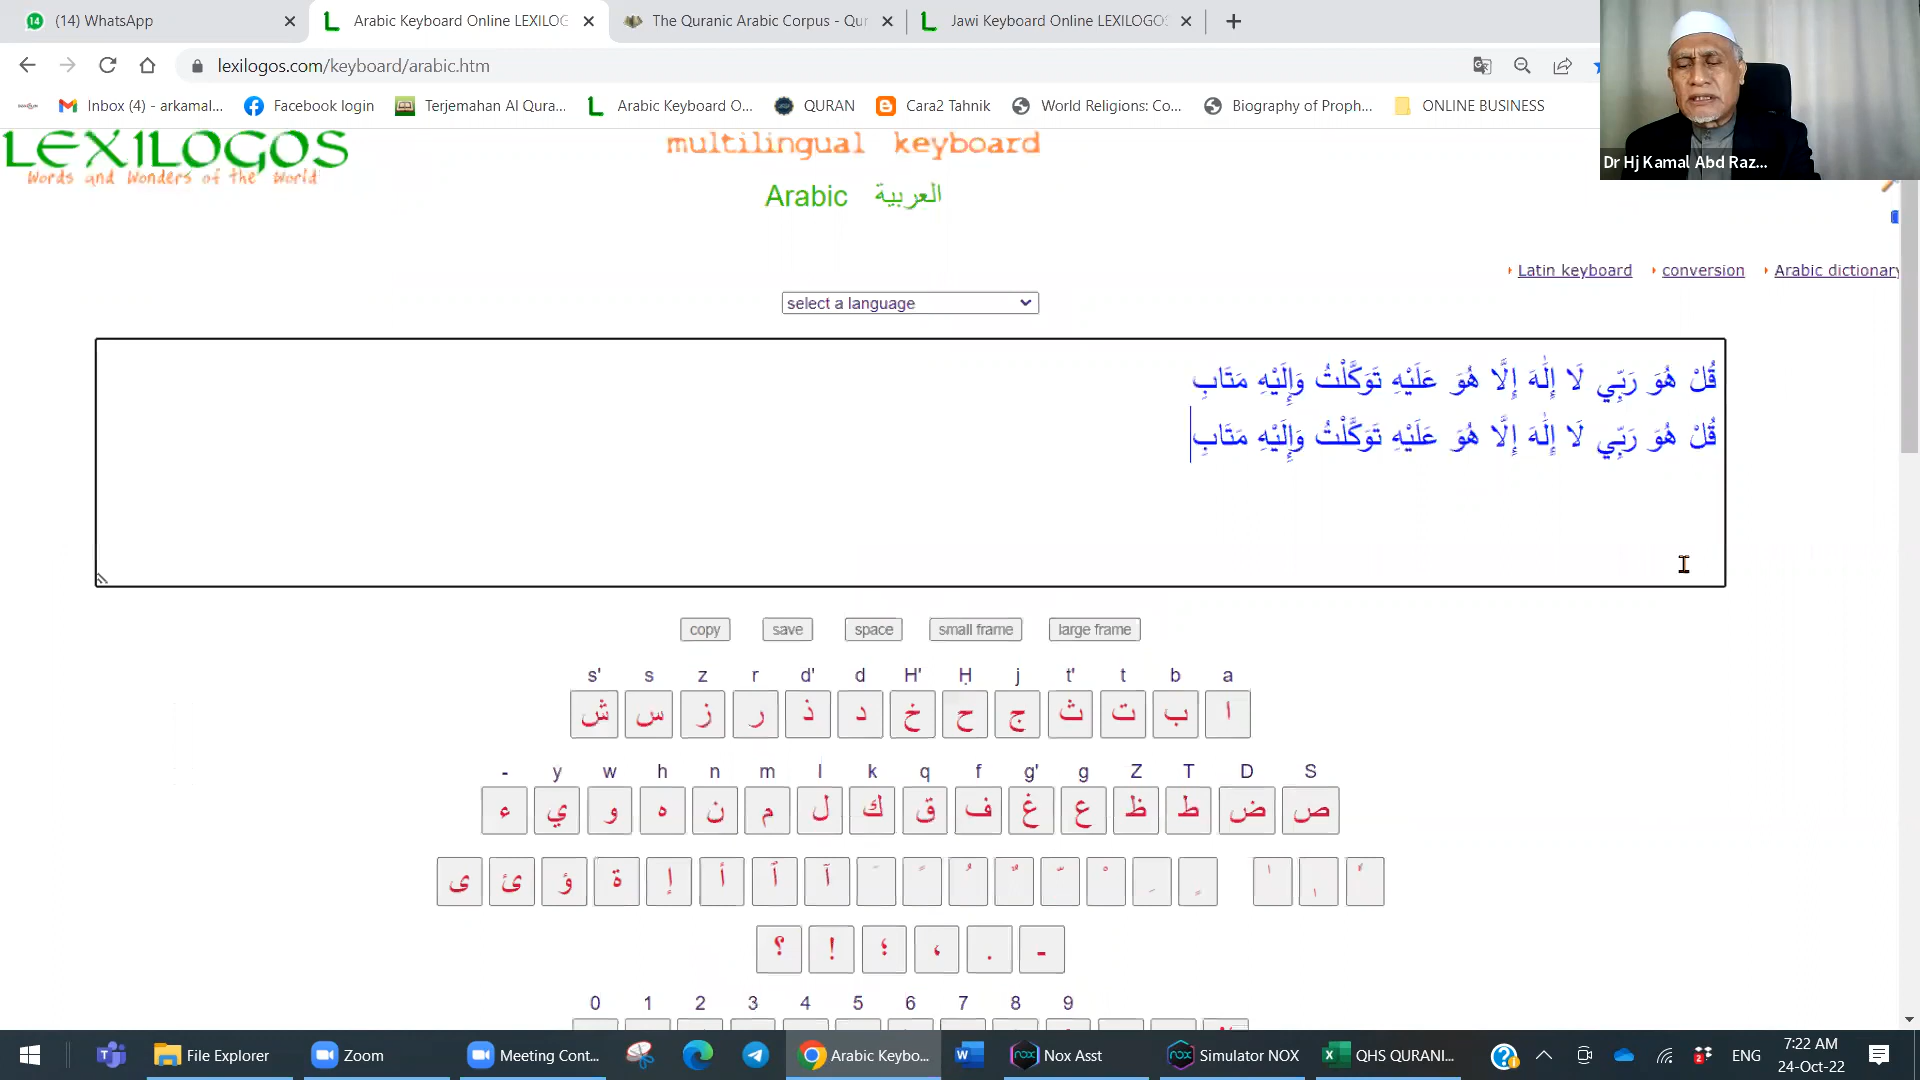 (14) WhatsApp
Arabic Keyboard Online LEXILOG
The Quranic Arabic Corpus - Qu
Jawi Keyboard Online LEXILOGOS
lexilogos.com/keyboard/arabic.htm
Inbox (4) - arkamal...
Facebook login
Terjemahan Al Qura...
Arabic Keyboard O...
QURAN
Cara2 Tahnik
World Religions: Co...
Biography of Proph...
ONLINE BUSINESS
Dr Hj Kamal Abd Raz...
LEXILOGOS
Words and Wonders of the World
multilingual keyboard
Arabic العربية
Latin keyboard
conversion
Arabic dictionary
select a language
قُلْ هُوَ رَبِّي لَا إِلَٰهَ إِلَّا هُوَ عَلَيْهِ تَوَكَّلْتُ وَإِلَيْهِ مَتَابِ
قُلْ هُوَ رَبِّي لَا إِلَٰهَ إِلَّا هُوَ عَلَيْهِ تَوَكَّلْتُ وَإِلَيْهِ مَتَابِ
copy save space small frame large frame
s' s z r d' d H' Ḥ j t' t b a
ش س ز ر ذ د خ ح ج ث ت ب ا
- y w h n m l k q f g' g Z T D S
ء ي و ه ن م ل ك ق ف غ ع ظ ط ض ص
ى ئ ؤ ة إ أ ٱ آ
؟ ! ؛ ، . -
0 1 2 3 4 5 6 7 8 9
File Explorer
Zoom
Meeting Cont...
Arabic Keybo...
Nox Asst
Simulator NOX
QHS QURANI...
ENG
7:22 AM
24-Oct-22